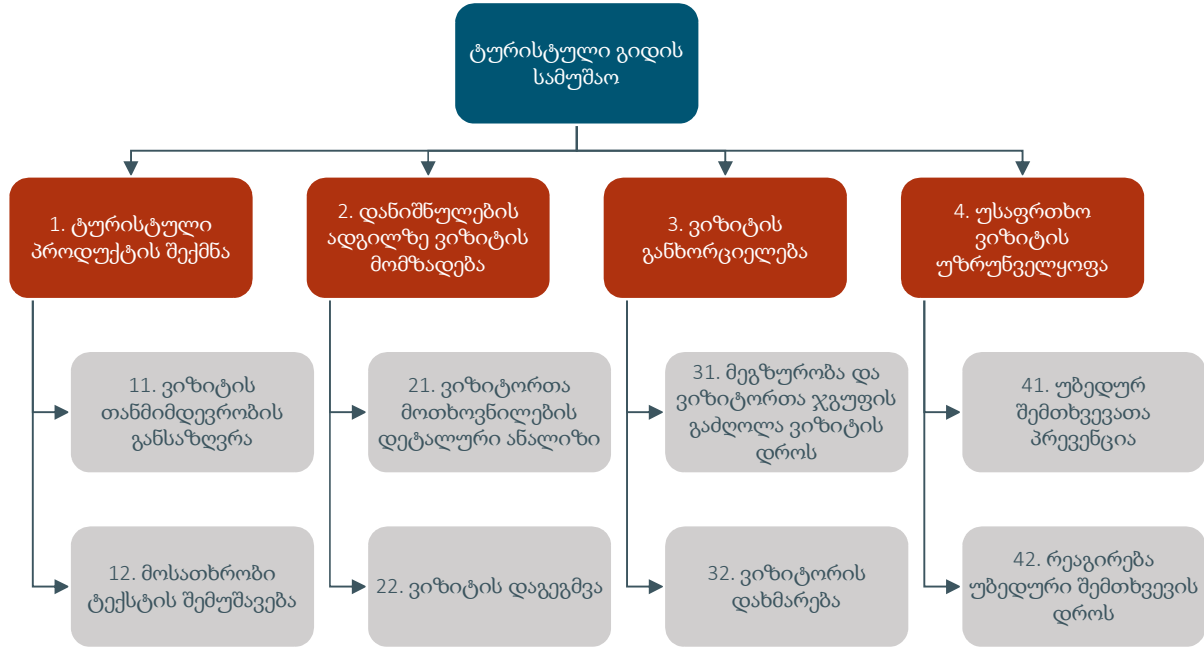 ტურისტული გიდის
სამუშაო
1. ტურისტული
პროდუქტის შექმნა
2. დანიშნულების
ადგილზე ვიზიტის
მომზადება
3. ვიზიტის
განხორციელება
4. უსაფრთხო
ვიზიტის
უზრუნველყოფა
11. ვიზიტის
თანმიმდევრობის
განსაზღვრა
21. ვიზიტორთა
მოთხოვნილების
დეტალური ანალიზი
31. მეგზურობა და
ვიზიტორთა ჯგუფის
გაძღოლა ვიზიტის
დროს
41. უბედურ
შემთხვევათა
პრევენცია
12. მოსათხრობი
ტექსტის შემუშავება
22. ვიზიტის დაგეგმვა
32. ვიზიტორის
დახმარება
42. რეაგირება
უბედური შემთხვევის
დროს